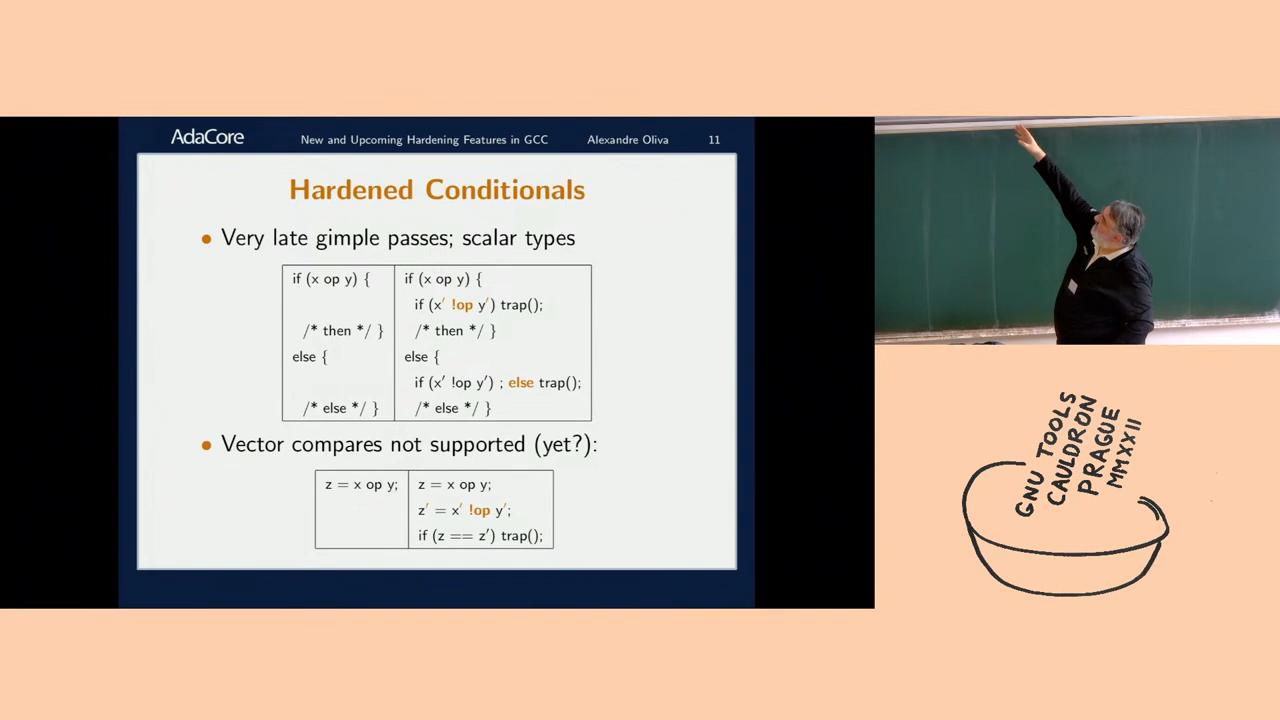 AdaCore New and Upcoming Hardening Features in GCC Alexandre Oliva 11
Hardened Conditionals
• Very late gimple passes; scalar types
if (x op y) {
/* then */ }
else {
/* else */ }
if (x op y) {
if (x′ !op y′) trap();
/* then */ }
else {
if (x′ !op y′) ; else trap();
/* else */ }
• Vector compares not supported (yet?):
z = x op y;
z = x op y;
z′ = x′ !op y′;
if (z == z′) trap();
GNU TOOLS
CAULDRON
PRAGUE
MMXXII